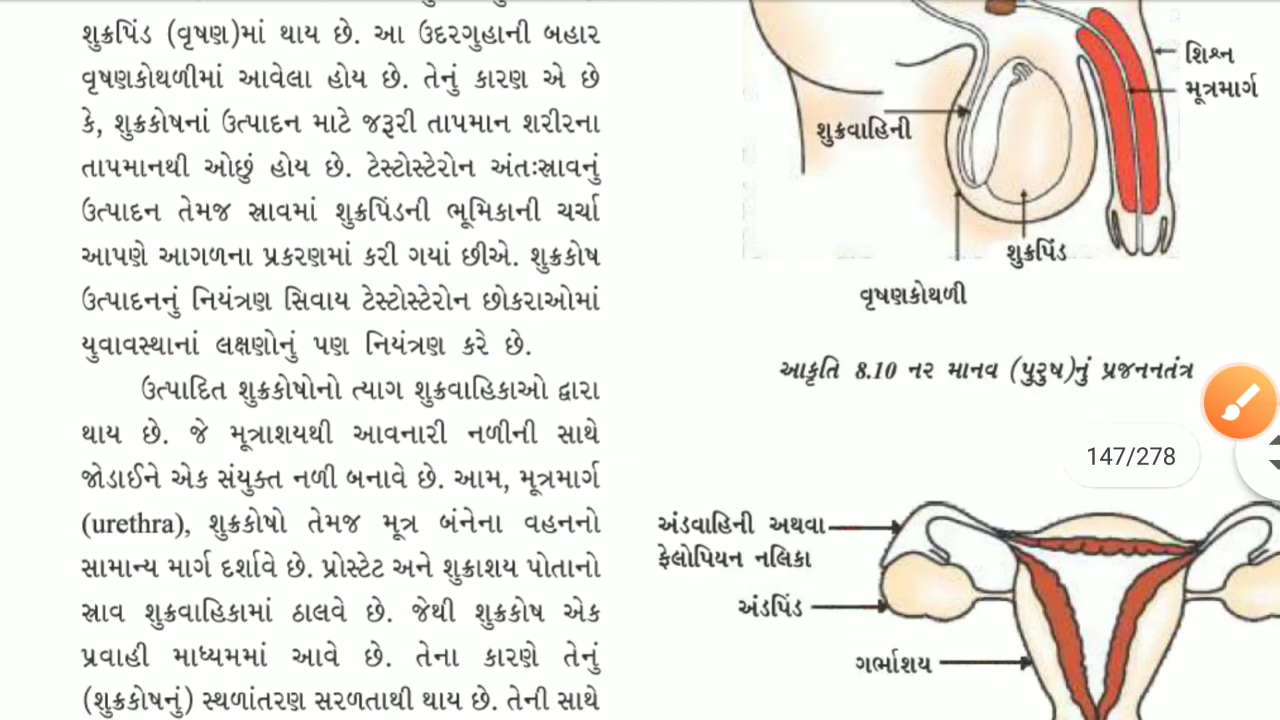 શુક્રપિંડ (વૃષણ)માં થાય છે. આ ઉદરગુહાની બહાર
વૃષણકોથળીમાં આવેલા હોય છે. તેનું કારણ એ છે
કે, શુક્રકોષનાં ઉત્પાદન માટે જરૂરી તાપમાન શરીરના
તાપમાનથી ઓછું હોય છે. ટેસ્ટોસ્ટેરોન અંતઃસ્રાવનું
ઉત્પાદન તેમજ સ્રાવમાં શુક્રપિંડની ભૂમિકાની ચર્ચા
આપણે આગળના પ્રકરણમાં કરી ગયાં છીએ. શુક્રકોષ
ઉત્પાદનનું નિયંત્રણ સિવાય ટેસ્ટોસ્ટેરોન છોકરાઓમાં
યુવાવસ્થાનાં લક્ષણોનું પણ નિયંત્રણ કરે છે.
ઉત્પાદિત શુક્રકોષોનો ત્યાગ શુક્રવાહિકાઓ દ્વારા
થાય છે. જે મૂત્રાશયથી આવનારી નળીની સાથે
જોડાઈને એક સંયુક્ત નળી બનાવે છે. આમ, મૂત્રમાર્ગ
(urethra), શુક્રકોષો તેમજ મૂત્ર બંનેના વહનનો
સામાન્ય માર્ગ દર્શાવે છે. પ્રોસ્ટેટ અને શુક્રાશય પોતાનો
સ્રાવ શુક્રવાહિકામાં ઠાલવે છે. જેથી શુક્રકોષ એક
પ્રવાહી માધ્યમમાં આવે છે. તેના કારણે તેનું
(શુક્રકોષનું) સ્થળાંતરણ સરળતાથી થાય છે. તેની સાથે
શિશ્ન
મૂત્રમાર્ગ
શુક્રવાહિની
શુક્રપિંડ
વૃષણકોથળી
આકૃતિ 8.10 નર માનવ (પુરુષ)નું પ્રજનનતંત્ર
147/278
અંડવાહિની અથવા
ફેલોપિયન નલિકા
અંડપિંડ
ગર્ભાશય